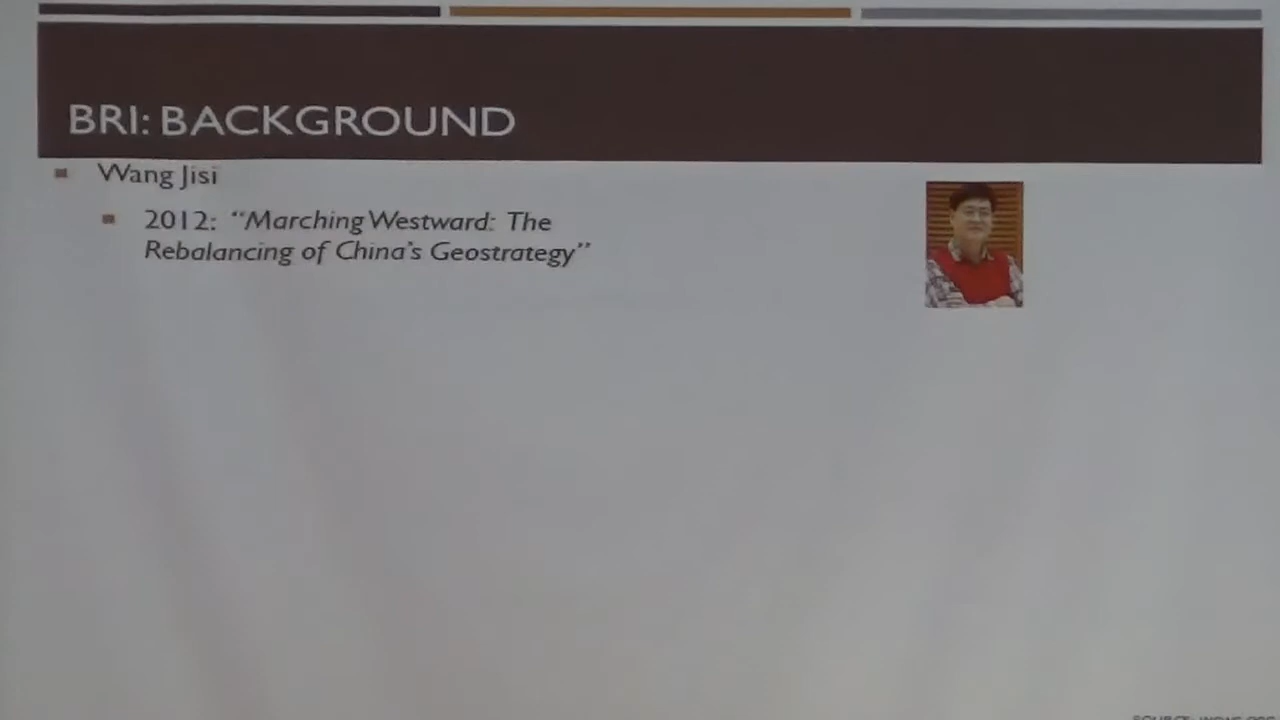 BRI: BACKGROUND
Wang Jisi
2012: “Marching Westward: The
Rebalancing of China’s Geostrategy”